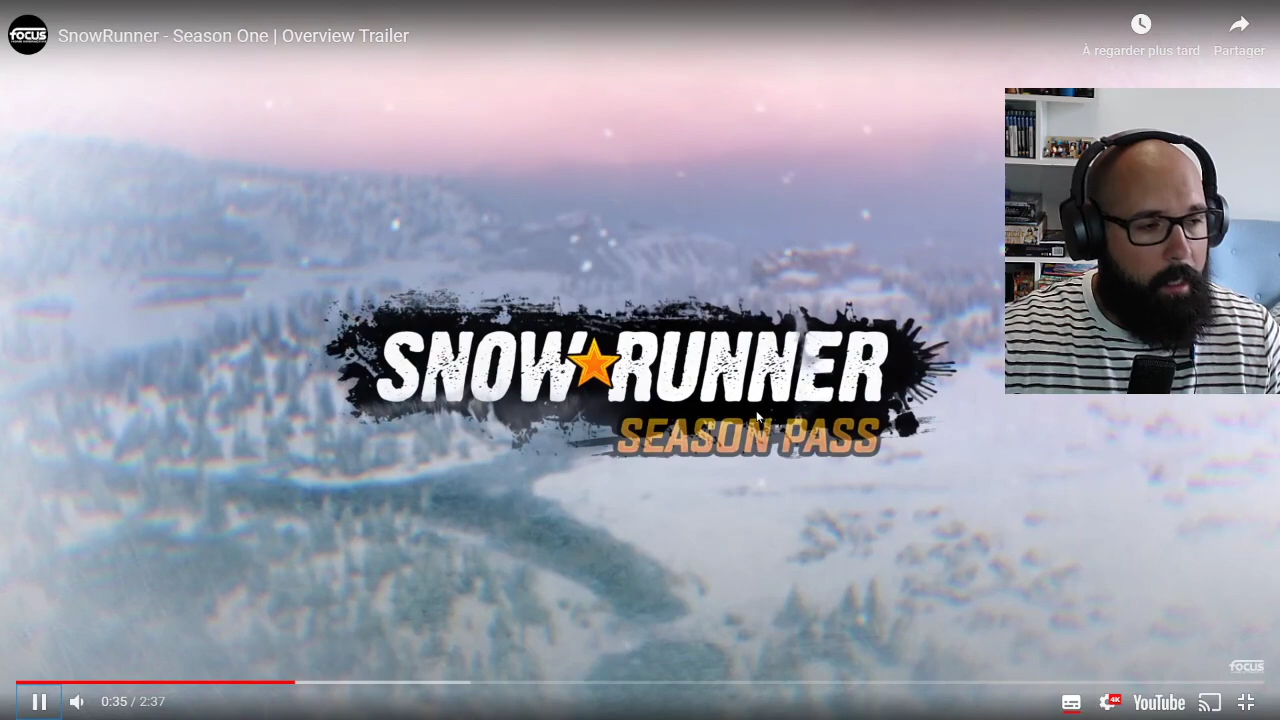 focus
SnowRunner - Season One | Overview Trailer
À regarder plus tard
Partager
SNOW RUNNER
SEASON PASS
focus
0:35 / 2:37
4K
YouTube